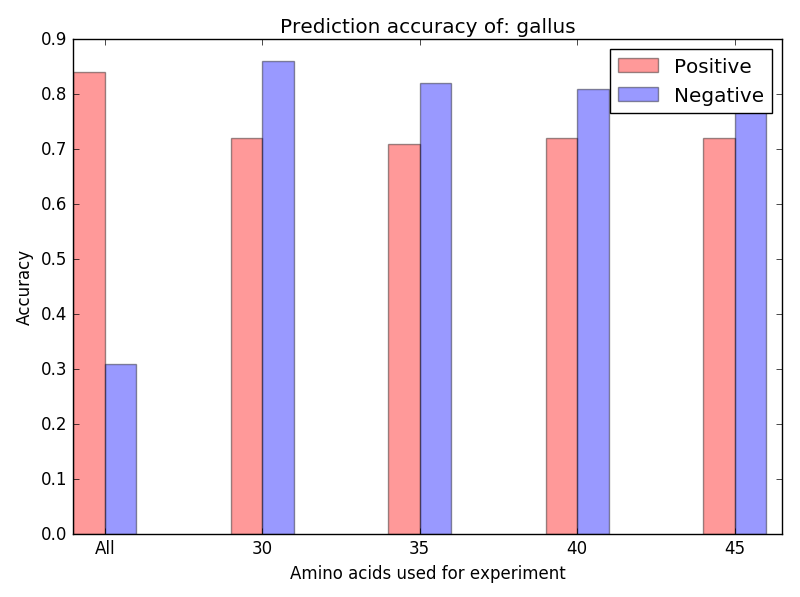 Prediction accuracy of: gallus
0.9
0.8
0.7
0.6
0.5
0.4
0.3
0.2
0.1
0.0
Accuracy
Positive
Negative
All 30 35 40 45
Amino acids used for experiment